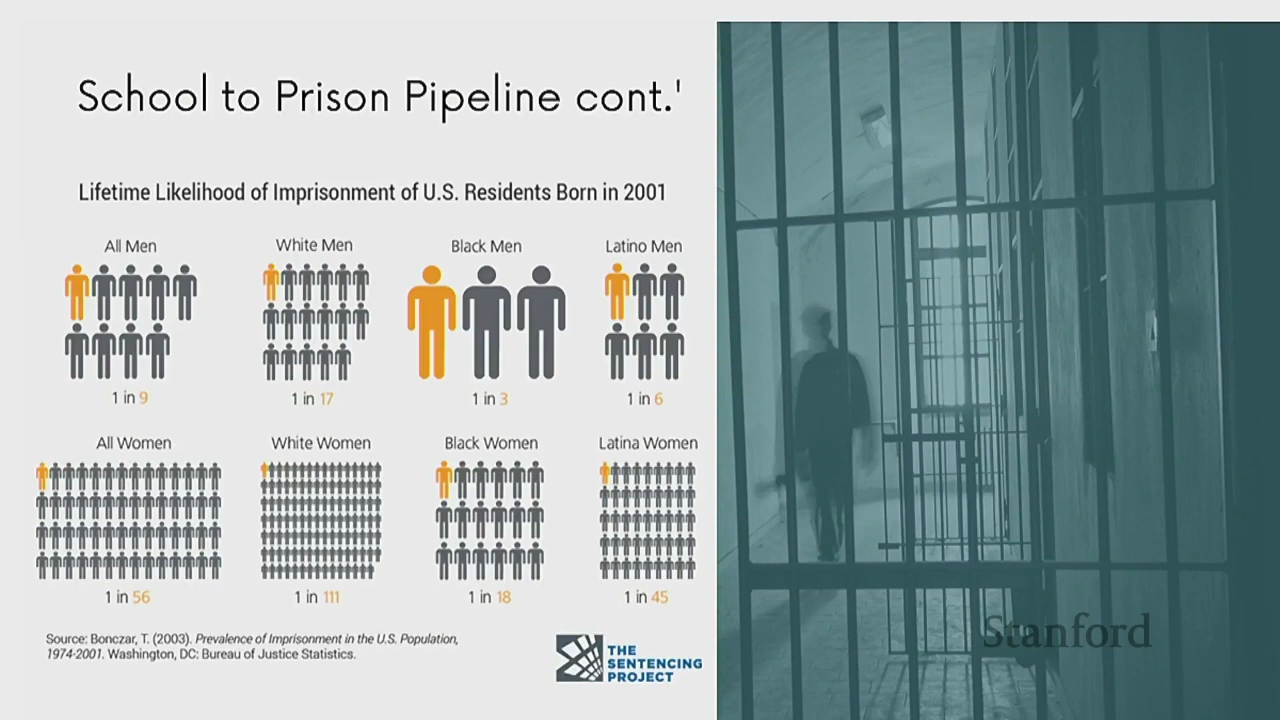 School to Prison Pipeline cont.'
Lifetime Likelihood of Imprisonment of U.S. Residents Born in 2001
All Men
White Men
Black Men
Latino Men
1 in 9
1 in 17
1 in 3
1 in 6
All Women
White Women
Black Women
Latina Women
1 in 56
1 in 111
1 in 18
1 in 45
Source: Bonczar, T. (2003). Prevalence of Imprisonment in the U.S. Population,
1974-2001. Washington, DC: Bureau of Justice Statistics.
THE
SENTENCING
PROJECT
Stanford